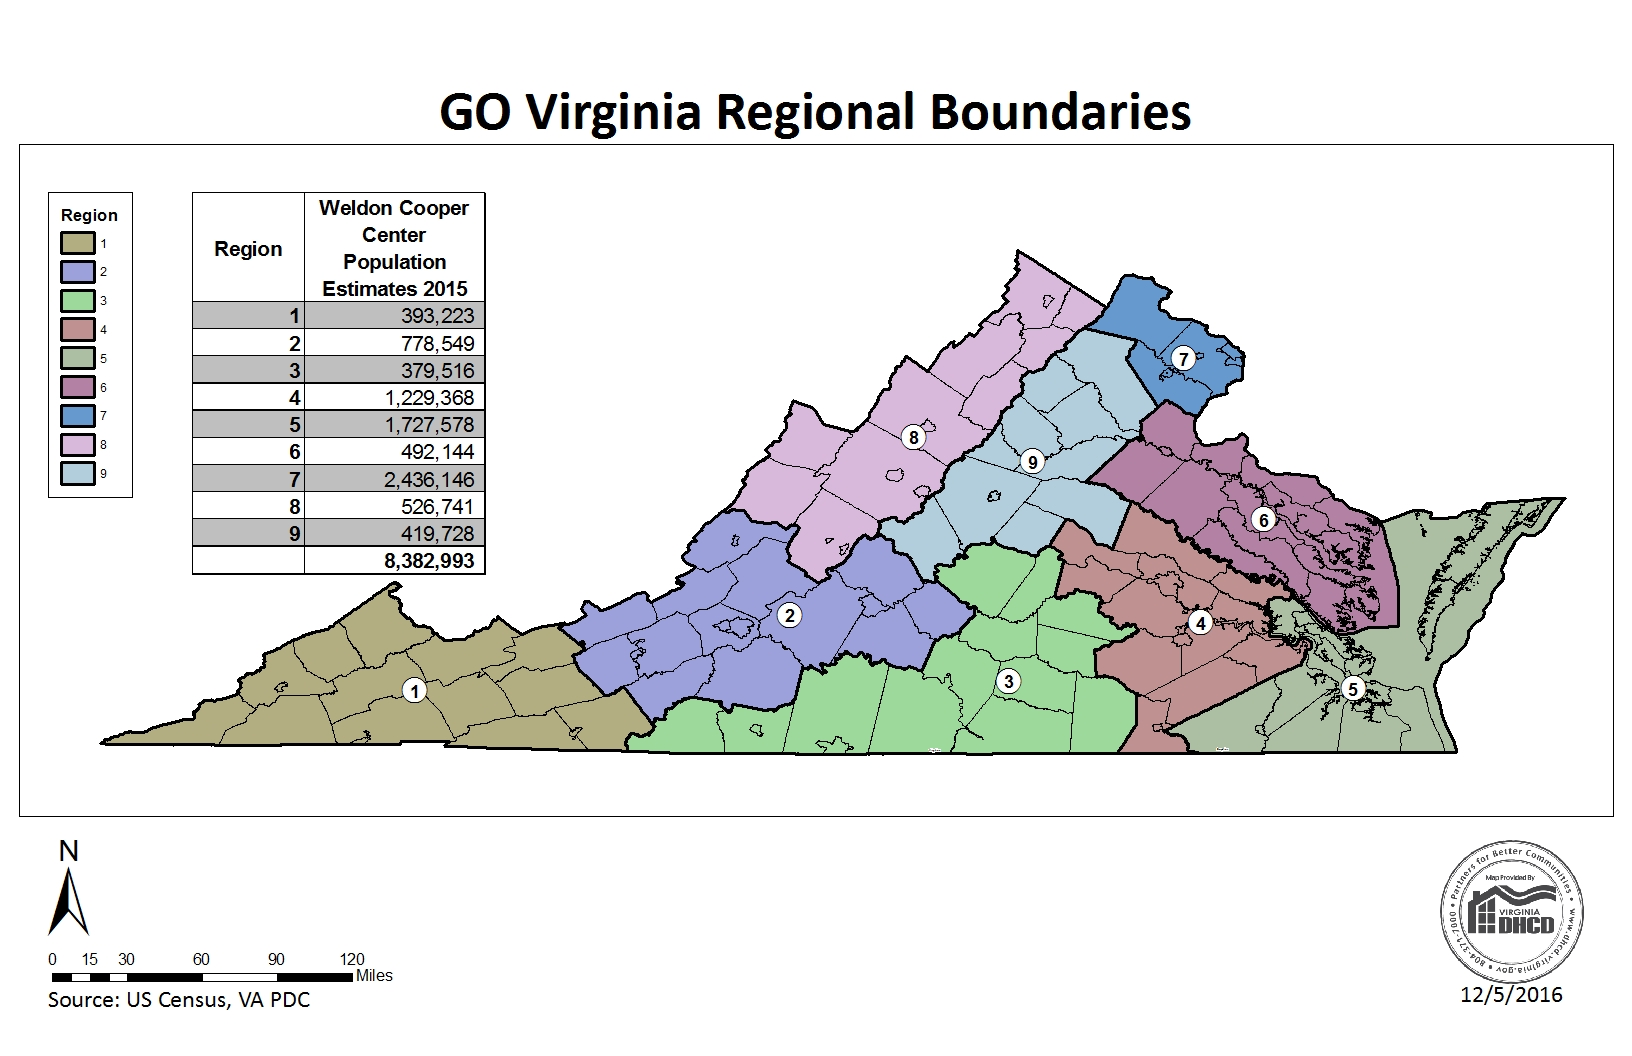 GO Virginia Regional Boundaries
Region
1
2
3
4
5
6
7
8
9
Region Weldon Cooper
Center
Population
Estimates 2015
1 393,223
2 778,549
3 379,516
4 1,229,368
5 1,727,578
6 492,144
7 2,436,146
8 526,741
9 419,728
8,382,993
7
8
9
6
2
4
3
1
5
N
0 15 30 60 90 120
Miles
Source: US Census, VA PDC
Partners for Better Communities
www.dhcd.virginia.gov
804-371-7000
Map Provided By
VIRGINIA
DHCD
12/5/2016